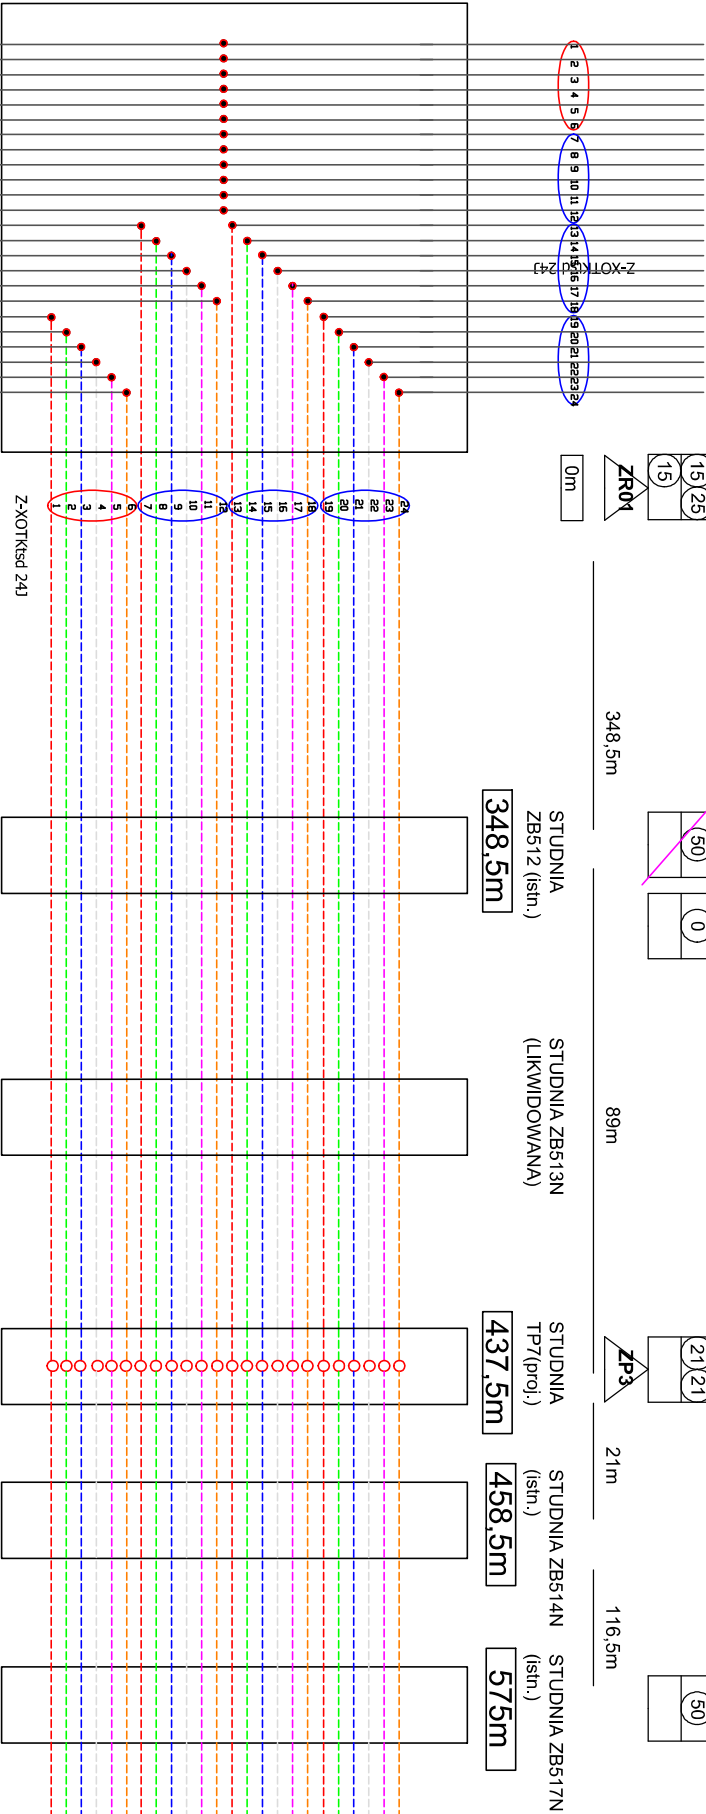 1
2
3
4
5
6
7
8
9
10
11
12
13
14
15
16
17
18
19
20
21
22
23
24
Z-XOTKtsd 24J
15 25
15
ZR01
0m
1
2
3
4
5
6
7
8
9
10
11
12
13
14
15
16
17
18
19
20
21
22
23
24
Z-XOTKtsd 24J
348,5m
50
0
STUDNIA
ZB512 (istn.)
348,5m
89m
STUDNIA ZB513N
(LIKWIDOWANA)
21 21
ZP3
STUDNIA
TP7(proj.)
437,5m
21m
STUDNIA ZB514N
(istn.)
458,5m
116,5m
50
STUDNIA ZB517N
(istn.)
575m